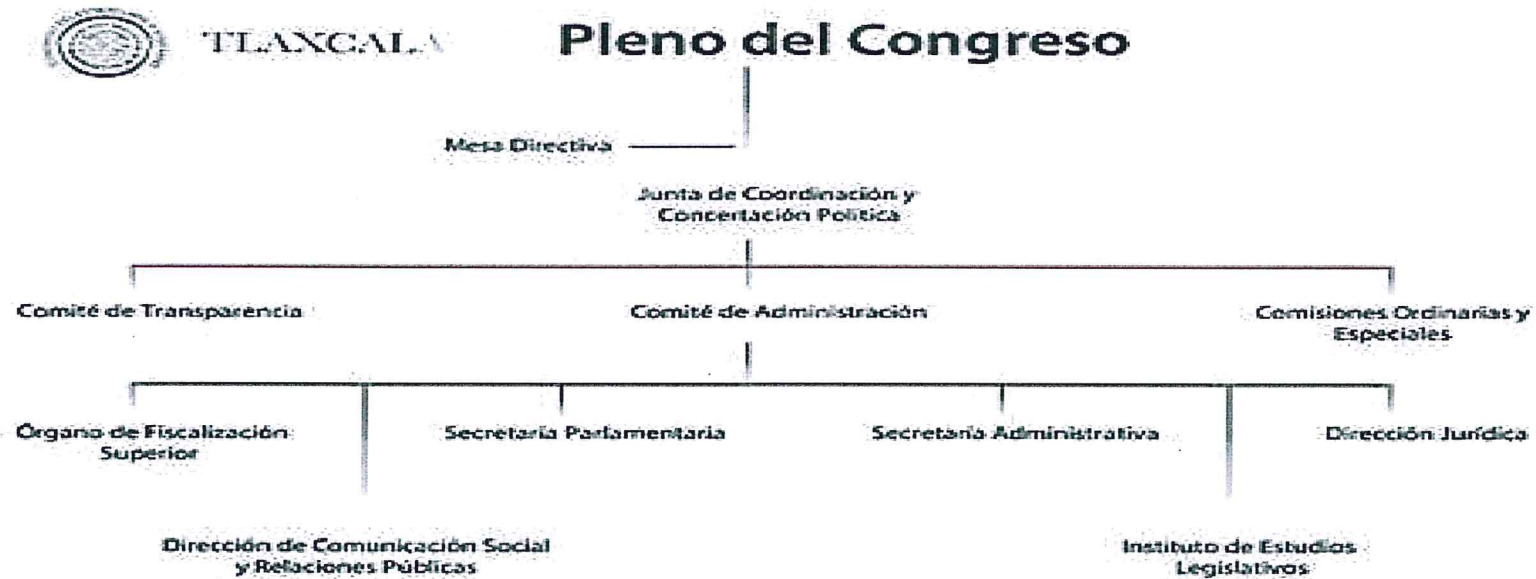 TLAXCALA
Pleno del Congreso
Mesa Directiva
Junta de Coordinación y
Concertación Política
Comité de Transparencia
Comité de Administración
Comisiones Ordinarias y
Especiales
Órgano de Fiscalización
Superior
Secretaría Parlamentaria
Secretaría Administrativa
Dirección Jurídica
Dirección de Comunicación Social
y Relaciones Públicas
Instituto de Estudios
Legislativos